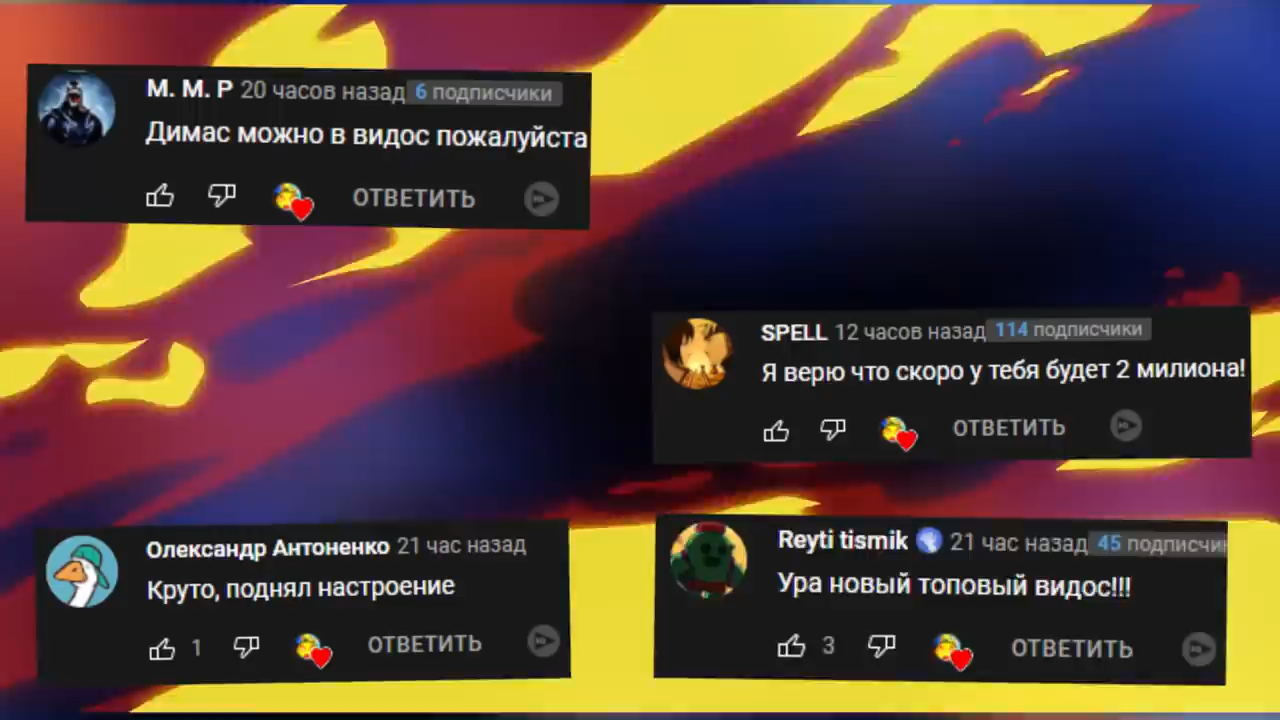 М. М. Р 20 часов назад 6 подписчики
Димас можно в видос пожалуйста
ОТВЕТИТЬ
SPELL 12 часов назад 114 подписчики
Я верю что скоро у тебя будет 2 милиона!
ОТВЕТИТЬ
Олександр Антоненко 21 час назад
Круто, поднял настроение
1 ОТВЕТИТЬ
Reyti tismik 21 час назад 45 подписчи
Ура новый топовый видос!!!
3 ОТВЕТИТЬ